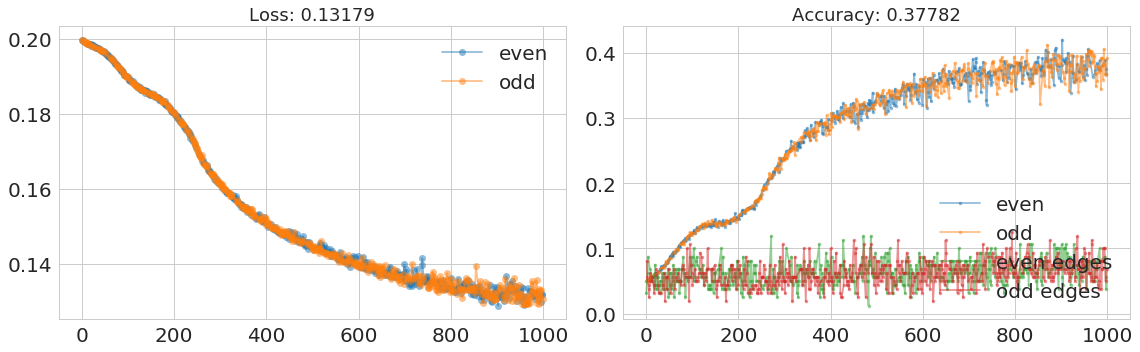 Loss: 0.13179
0.20
0.18
0.16
0.14
0 200 400 600 800 1000
even
odd
Accuracy: 0.37782
0.4
0.3
0.2
0.1
0.0
0 200 400 600 800 1000
even
odd
even edges
odd edges